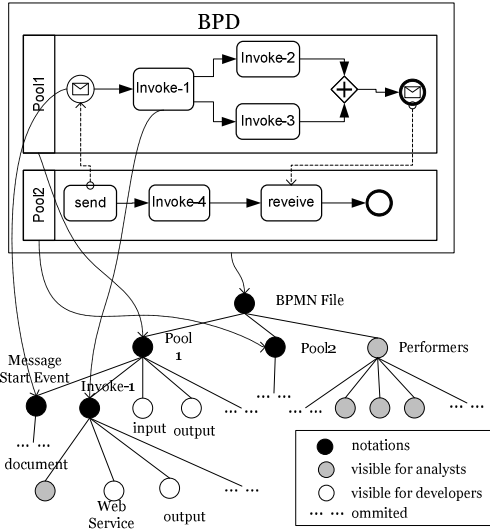 BPD
Pool1
Invoke-1
Invoke-2
Invoke-3
Pool2
send
Invoke-4
reveive
BPMN File
Pool
1
Pool2
Performers
Message
Start Event
Invoke-1
input
output
... ...
... ...
... ...
... ...
... ...
document
Web
Service
output
... ...
notations
visible for analysts
visible for developers
... ... ommited